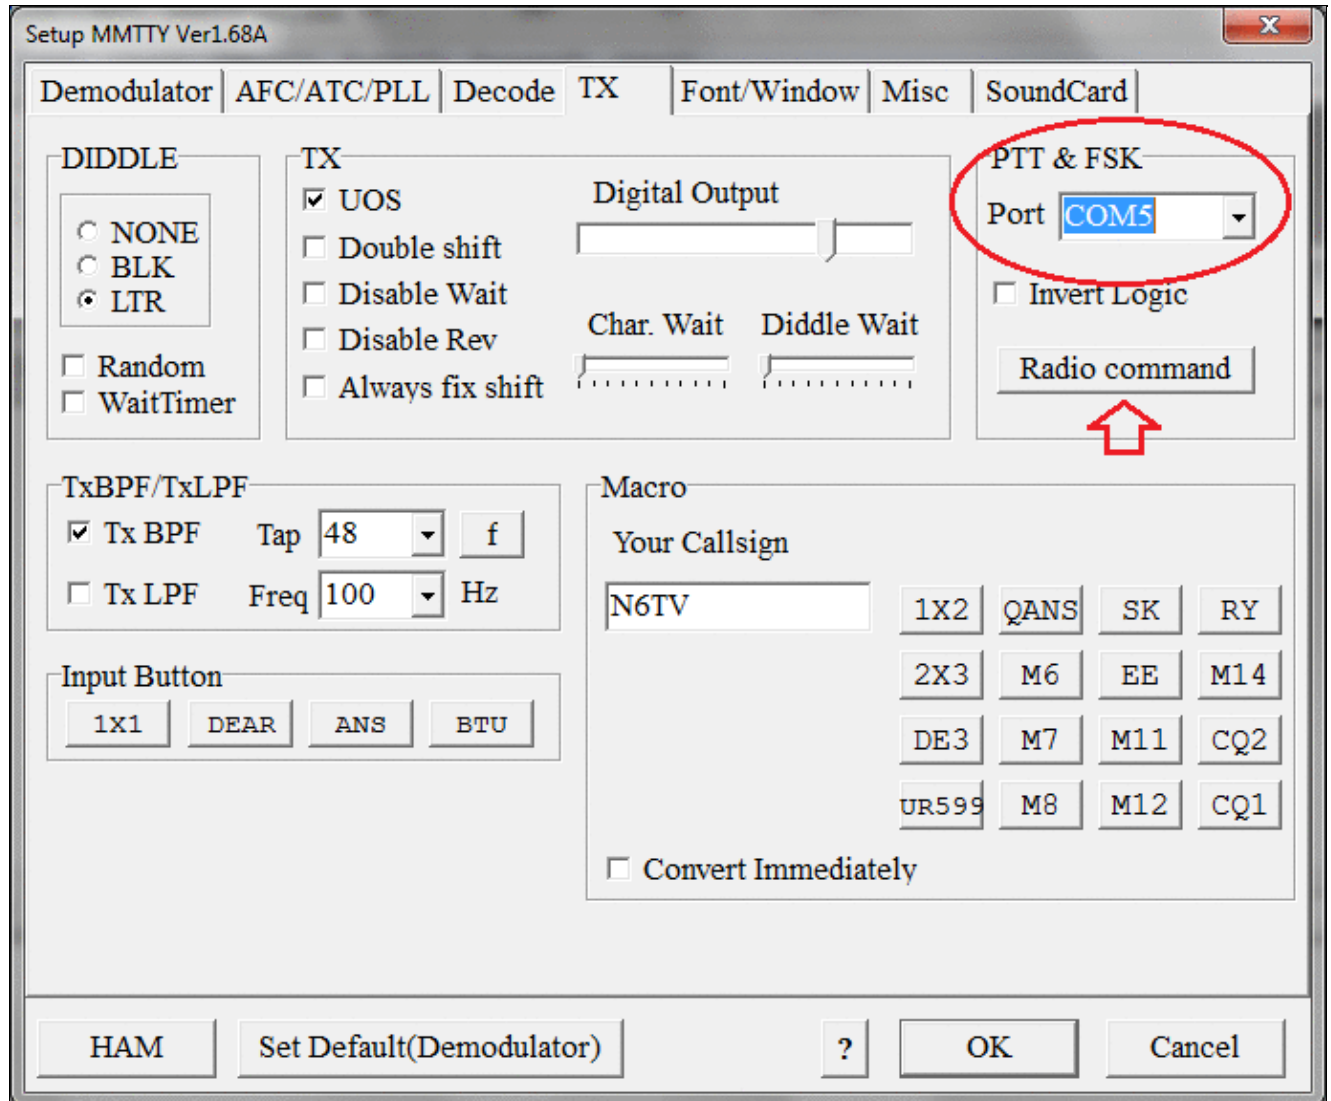 Setup MMTTY Ver1.68A
Demodulator AFC/ATC/PLL Decode TX Font/Window Misc SoundCard
DIDDLE
NONE
BLK
LTR
Random
WaitTimer
TX
UOS
Double shift
Disable Wait
Disable Rev
Always fix shift
Digital Output
Char. Wait Diddle Wait
PTT & FSK
Port COM5
Invert Logic
Radio command
TxBPF/TxLPF
Tx BPF Tap 48 f
Tx LPF Freq 100 Hz
Input Button
1X1 DEAR ANS BTU
Macro
Your Callsign
N6TV
1X2 QANS SK RY
2X3 M6 EE M14
DE3 M7 M11 CQ2
UR599 M8 M12 CQ1
Convert Immediately
HAM Set Default(Demodulator) ? OK Cancel